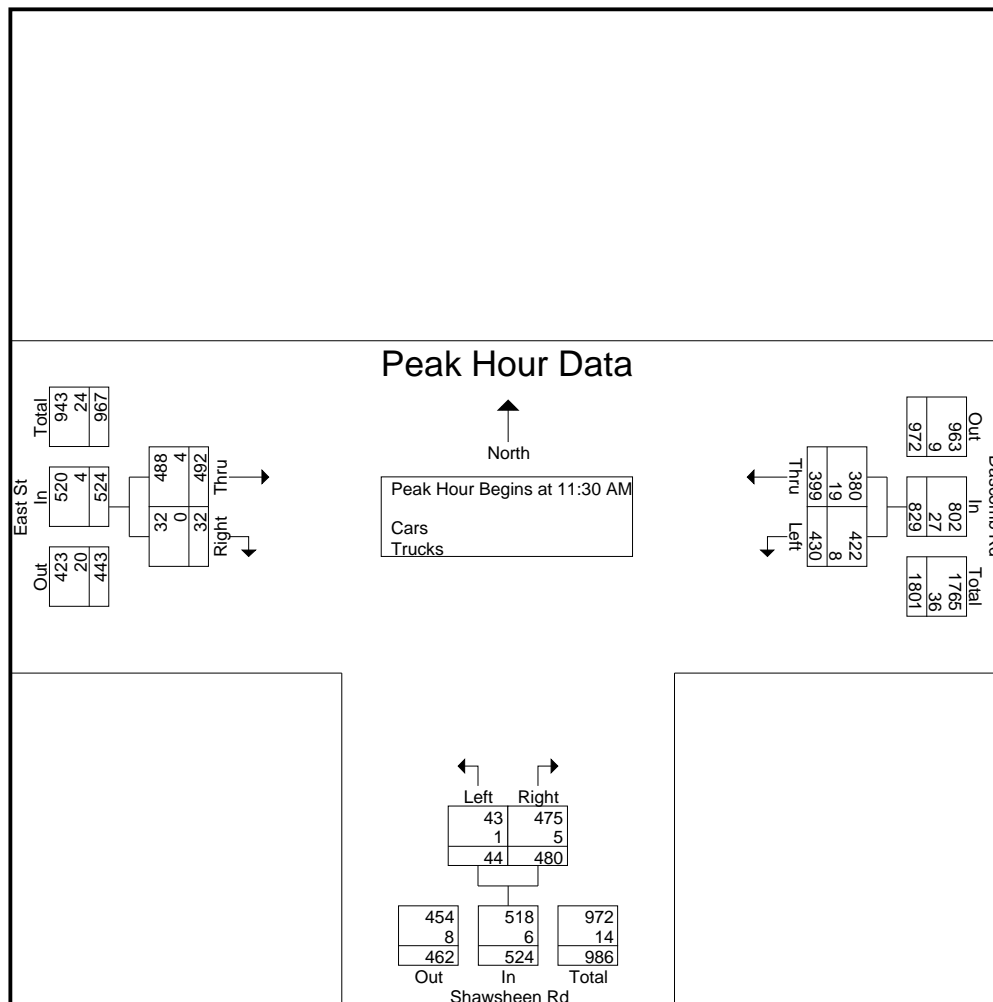 Peak Hour Data
North
Peak Hour Begins at 11:30 AM
Cars
Trucks
East St
Total
943
24
967
In
520
4
524
Out
423
20
443
488
4
492
Thru
32
0
32
Right
Out
963
9
972
In
802
27
829
Total
1765
36
1801
380
19
399
Thru
422
8
430
Left
Left Right
43 475
1 5
44 480
454 518 972
8 6 14
462 524 986
Out In Total
Shawsheen Rd